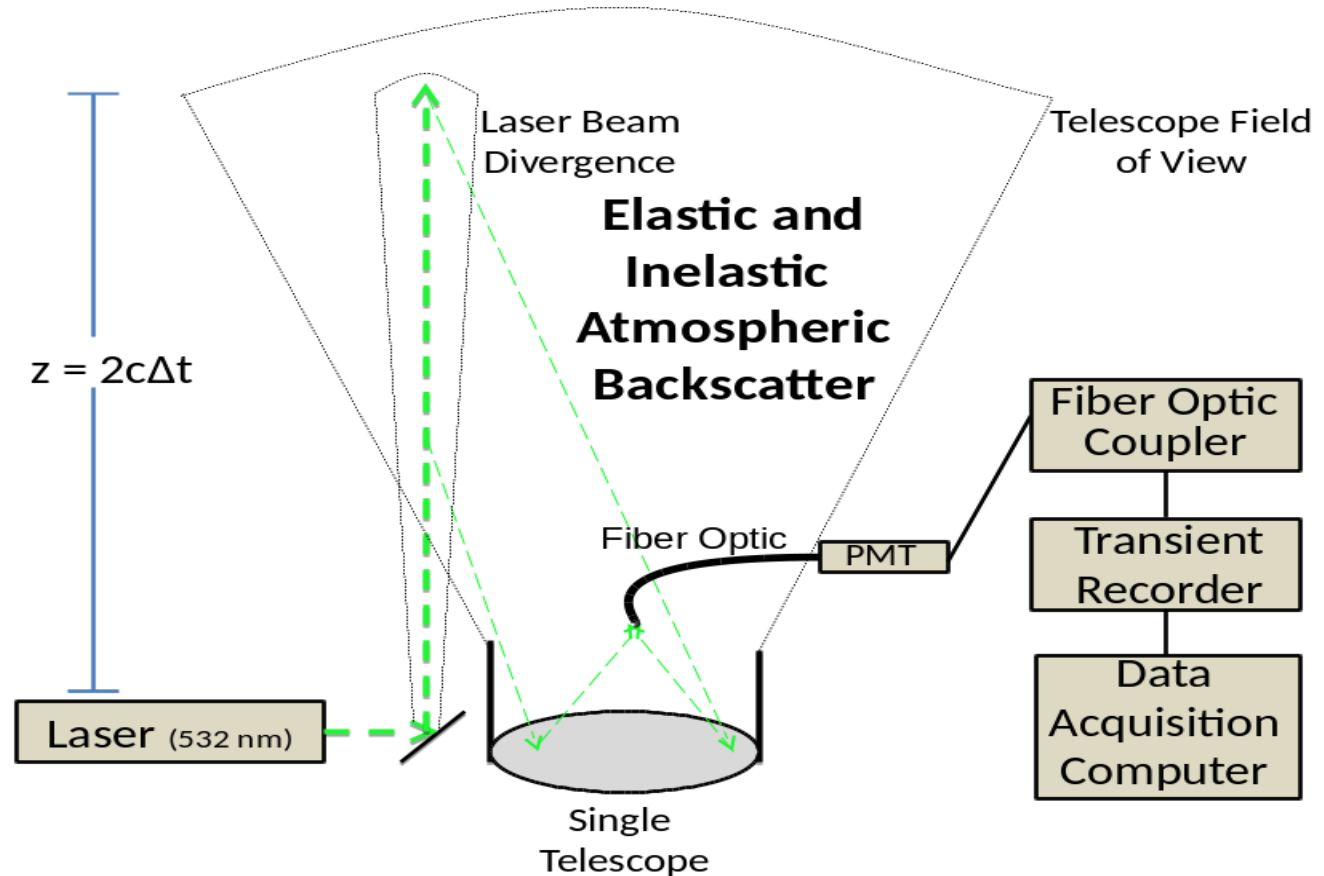 Laser Beam
Divergence
Telescope Field
of View
Elastic and
Inelastic
Atmospheric
Backscatter
z = 2cΔt
Fiber Optic
Coupler
Fiber Optic
PMT
Transient
Recorder
Data
Acquisition
Computer
Laser (532 nm)
Single
Telescope